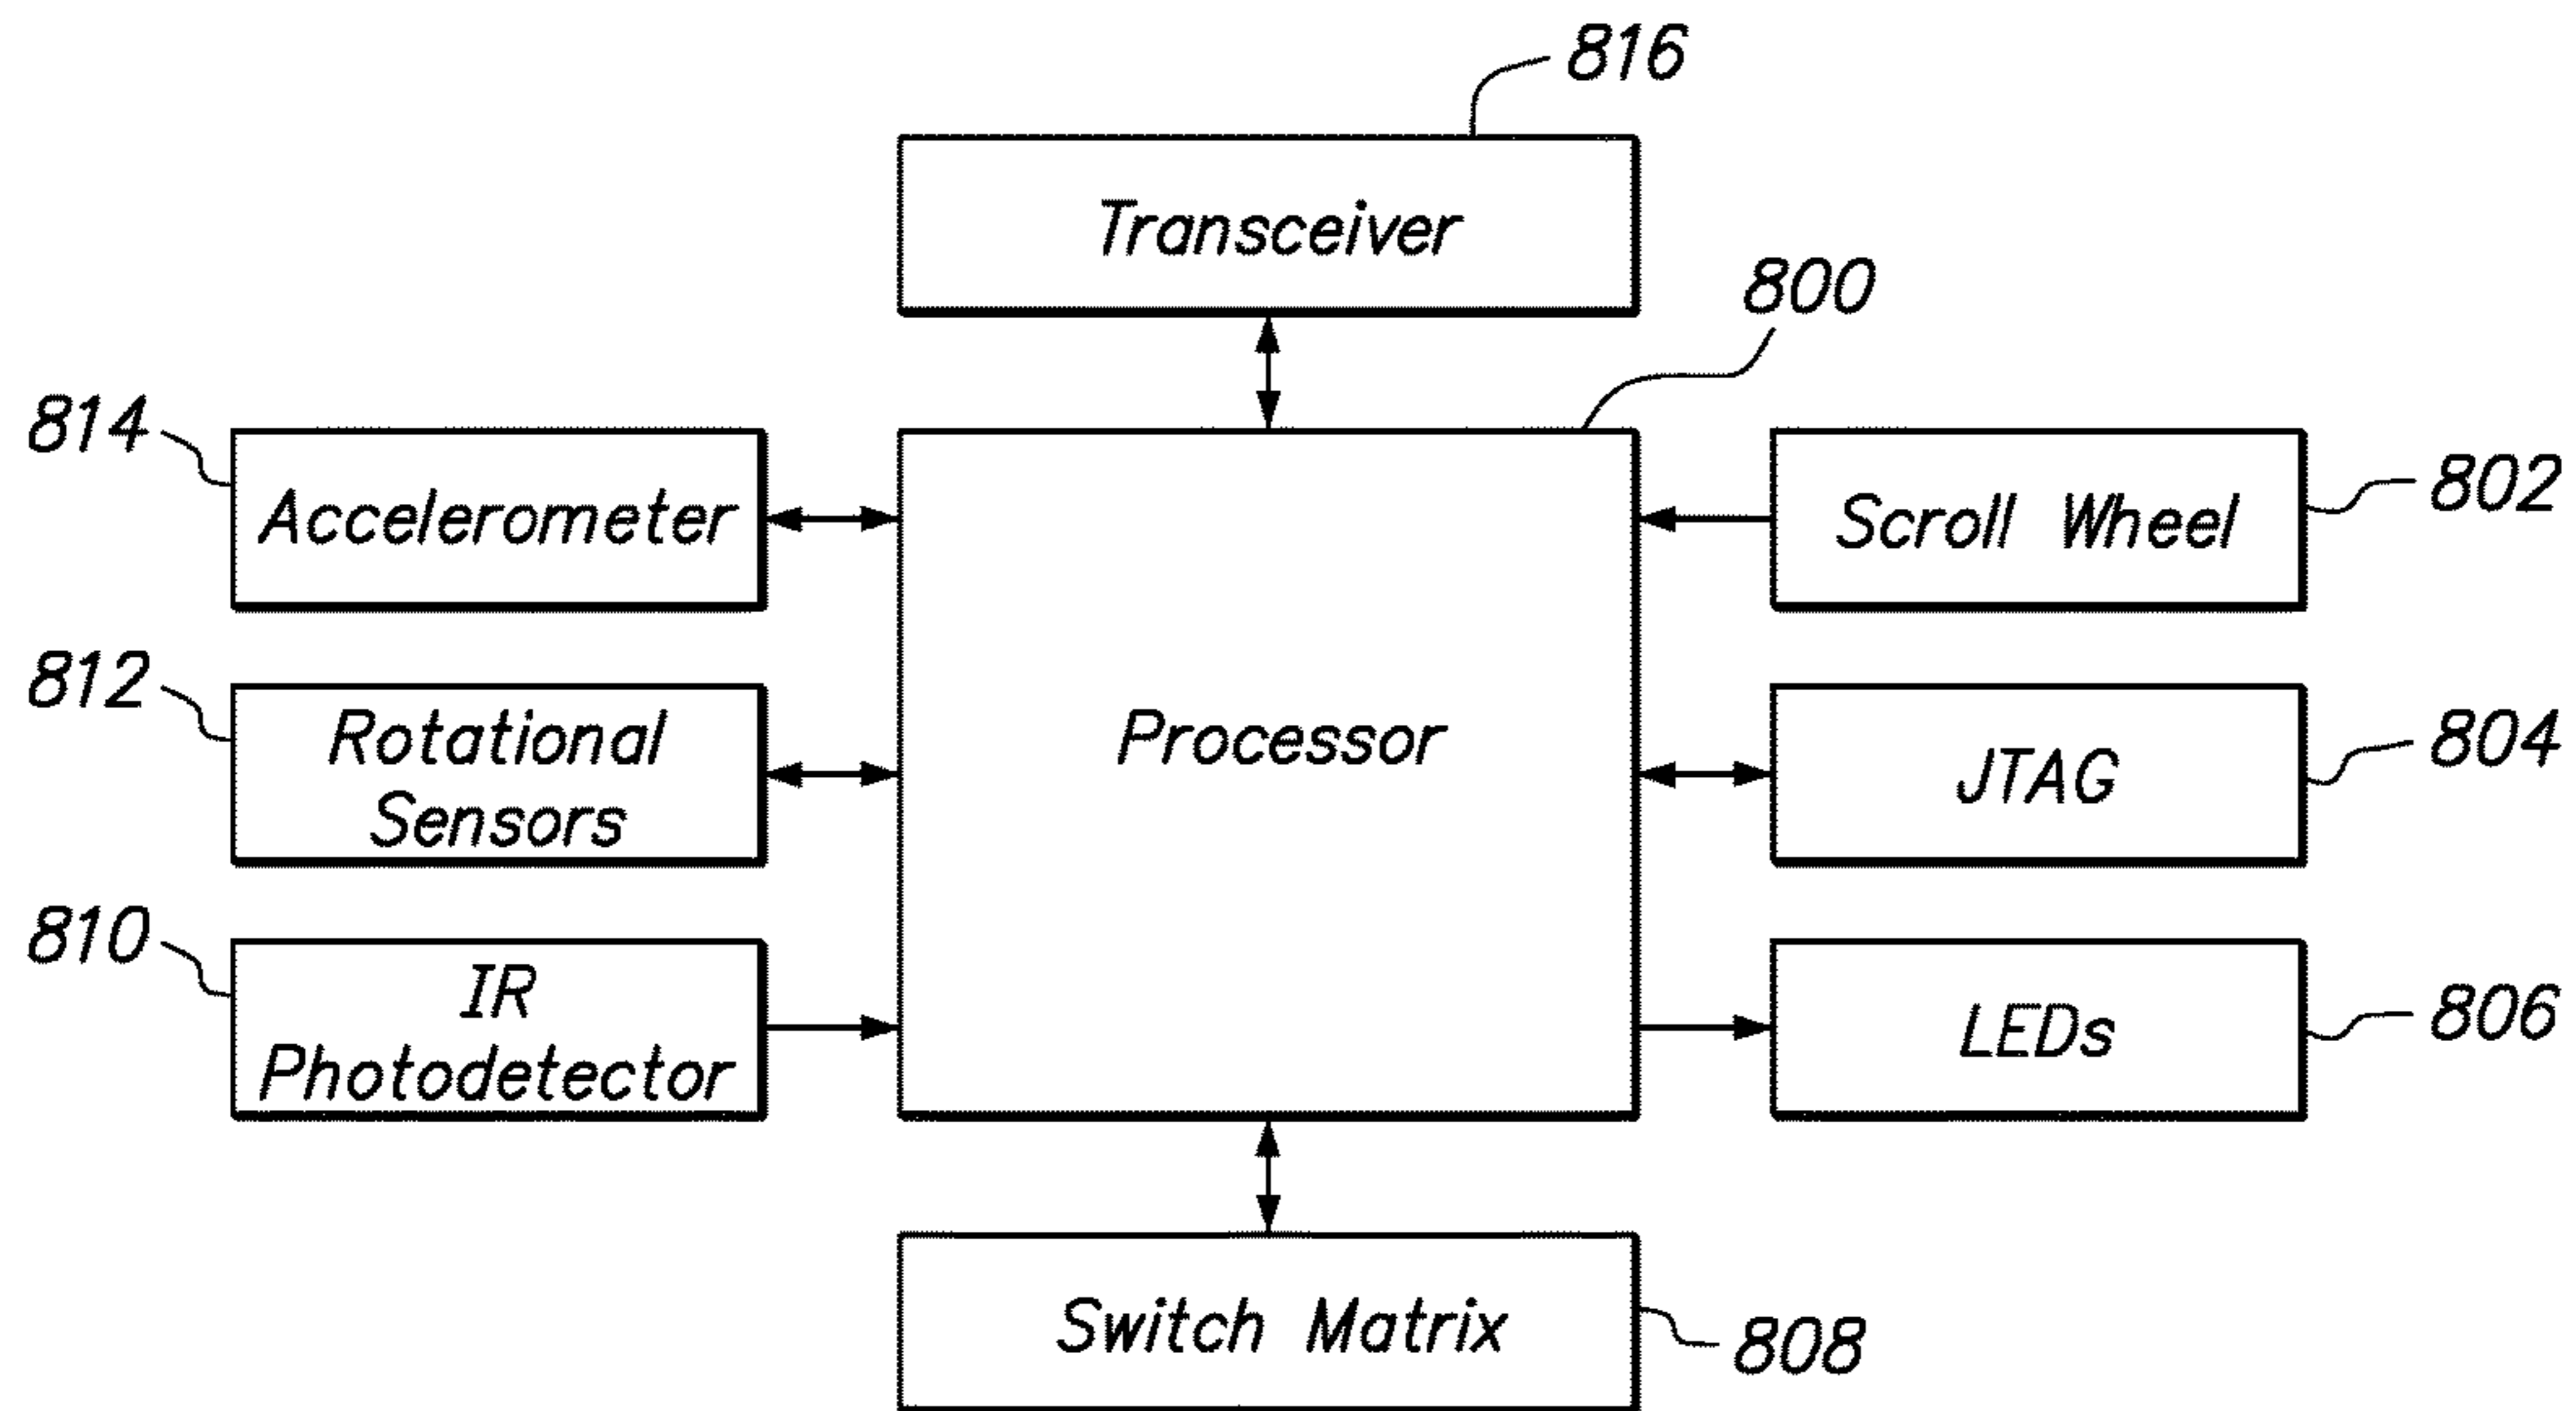 816
Transceiver
800
814
Accelerometer
Scroll Wheel
802
812
Rotational
Sensors
Processor
JTAG
804
810
IR
Photodetector
LEDs
806
Switch Matrix
808